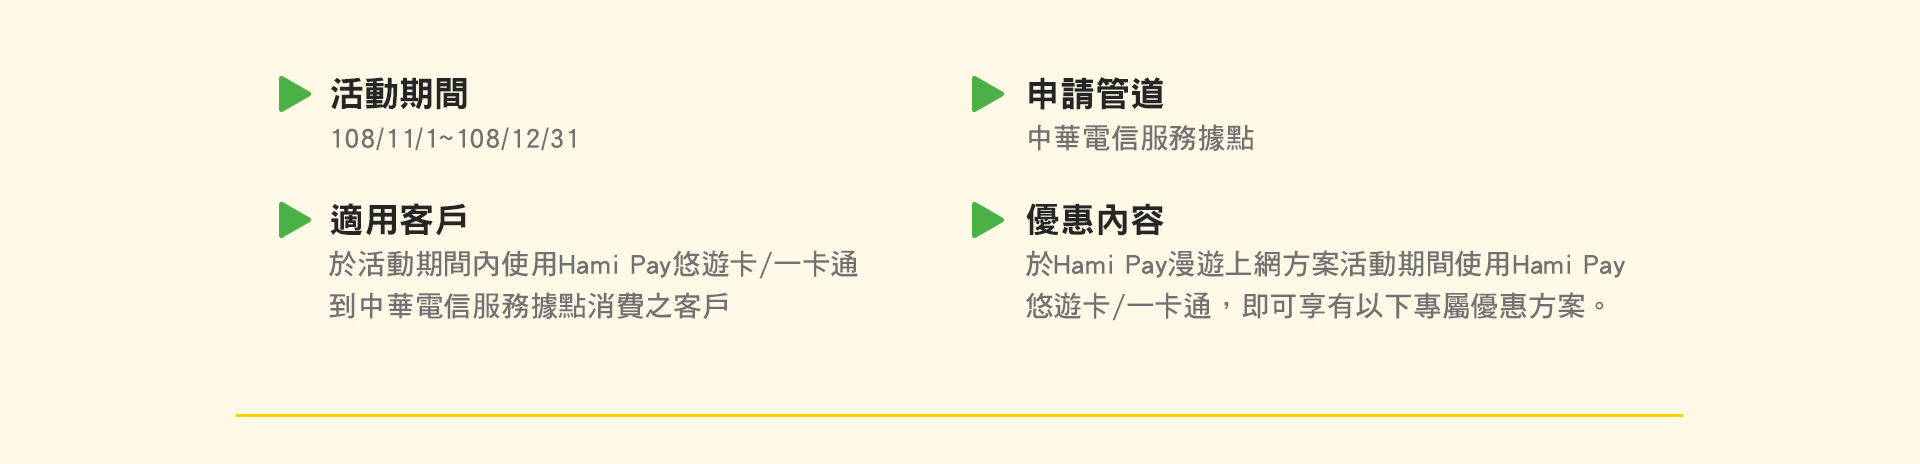 活動期間
108/11/1~108/12/31
申請管道
中華電信服務據點
適用客戶
於活動期間內使用Hami Pay悠遊卡/一卡通
到中華電信服務據點消費之客戶
優惠內容
於Hami Pay漫遊上網方案活動期間使用Hami Pay
悠遊卡/一卡通，即可享有以下專屬優惠方案。